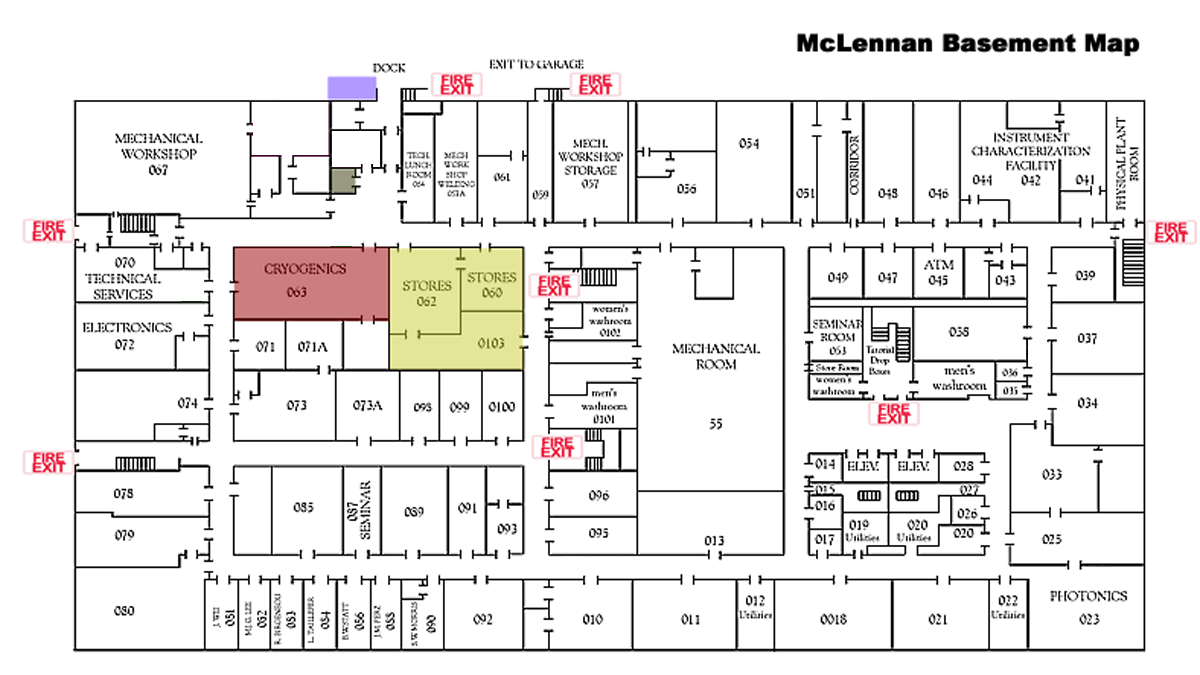 McLennan Basement Map
DOCK
EXIT TO GARAGE
FIRE
EXIT
FIRE
EXIT
MECHANICAL
WORKSHOP
067
TECH.
LUNCH
ROOM
064
MECH
WORK
SHOP
WELDING
057A
061
059
MECH.
WORKSHOP
STORAGE
057
056
054
051
CORRIDOR
048
046
INSTRUMENT
CHARACTERIZATION
FACILITY
044
042
041
PHYSICAL PLANT
ROOM
FIRE
EXIT
FIRE
EXIT
070
TECHNICAL
SERVICES
CRYOGENICS
063
STORES
062
STORES
060
0103
FIRE
EXIT
women's
washroom
0102
MECHANICAL
ROOM
55
049
047
ATM
045
043
039
ELECTRONICS
072
071
071A
SEMINAR
ROOM
053
Tutorial
Drop
Boxes
038
037
Store Room
women's
washroom
men's
washroom
036
035
034
FIRE
EXIT
074
073
073A
098
099
0100
men's
washroom
0101
FIRE
EXIT
FIRE
EXIT
078
079
085
087
SEMINAR
089
091
093
096
095
013
014
ELEV.
ELEV.
028
015
027
016
026
017
019
Utilities
020
Utilities
020
033
025
080
J. WEI
081
M.J.G. LEE
082
083
L. TAILLEFER
084
B.W.STATT
086
J.M. PERZ
088
S.W. MORRIS
090
092
010
011
012
Utilities
0018
021
022
Utilities
PHOTONICS
023